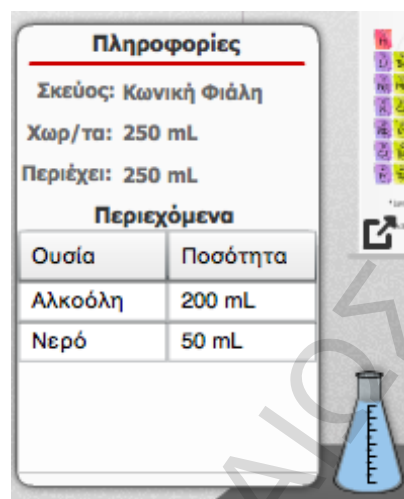 Πληροφορίες
Σκεύος: Κωνική Φιάλη
Χωρ/τα: 250 mL
Περιέχει: 250 mL
Περιεχόμενα
Ουσία Ποσότητα
Αλκοόλη 200 mL
Νερό 50 mL